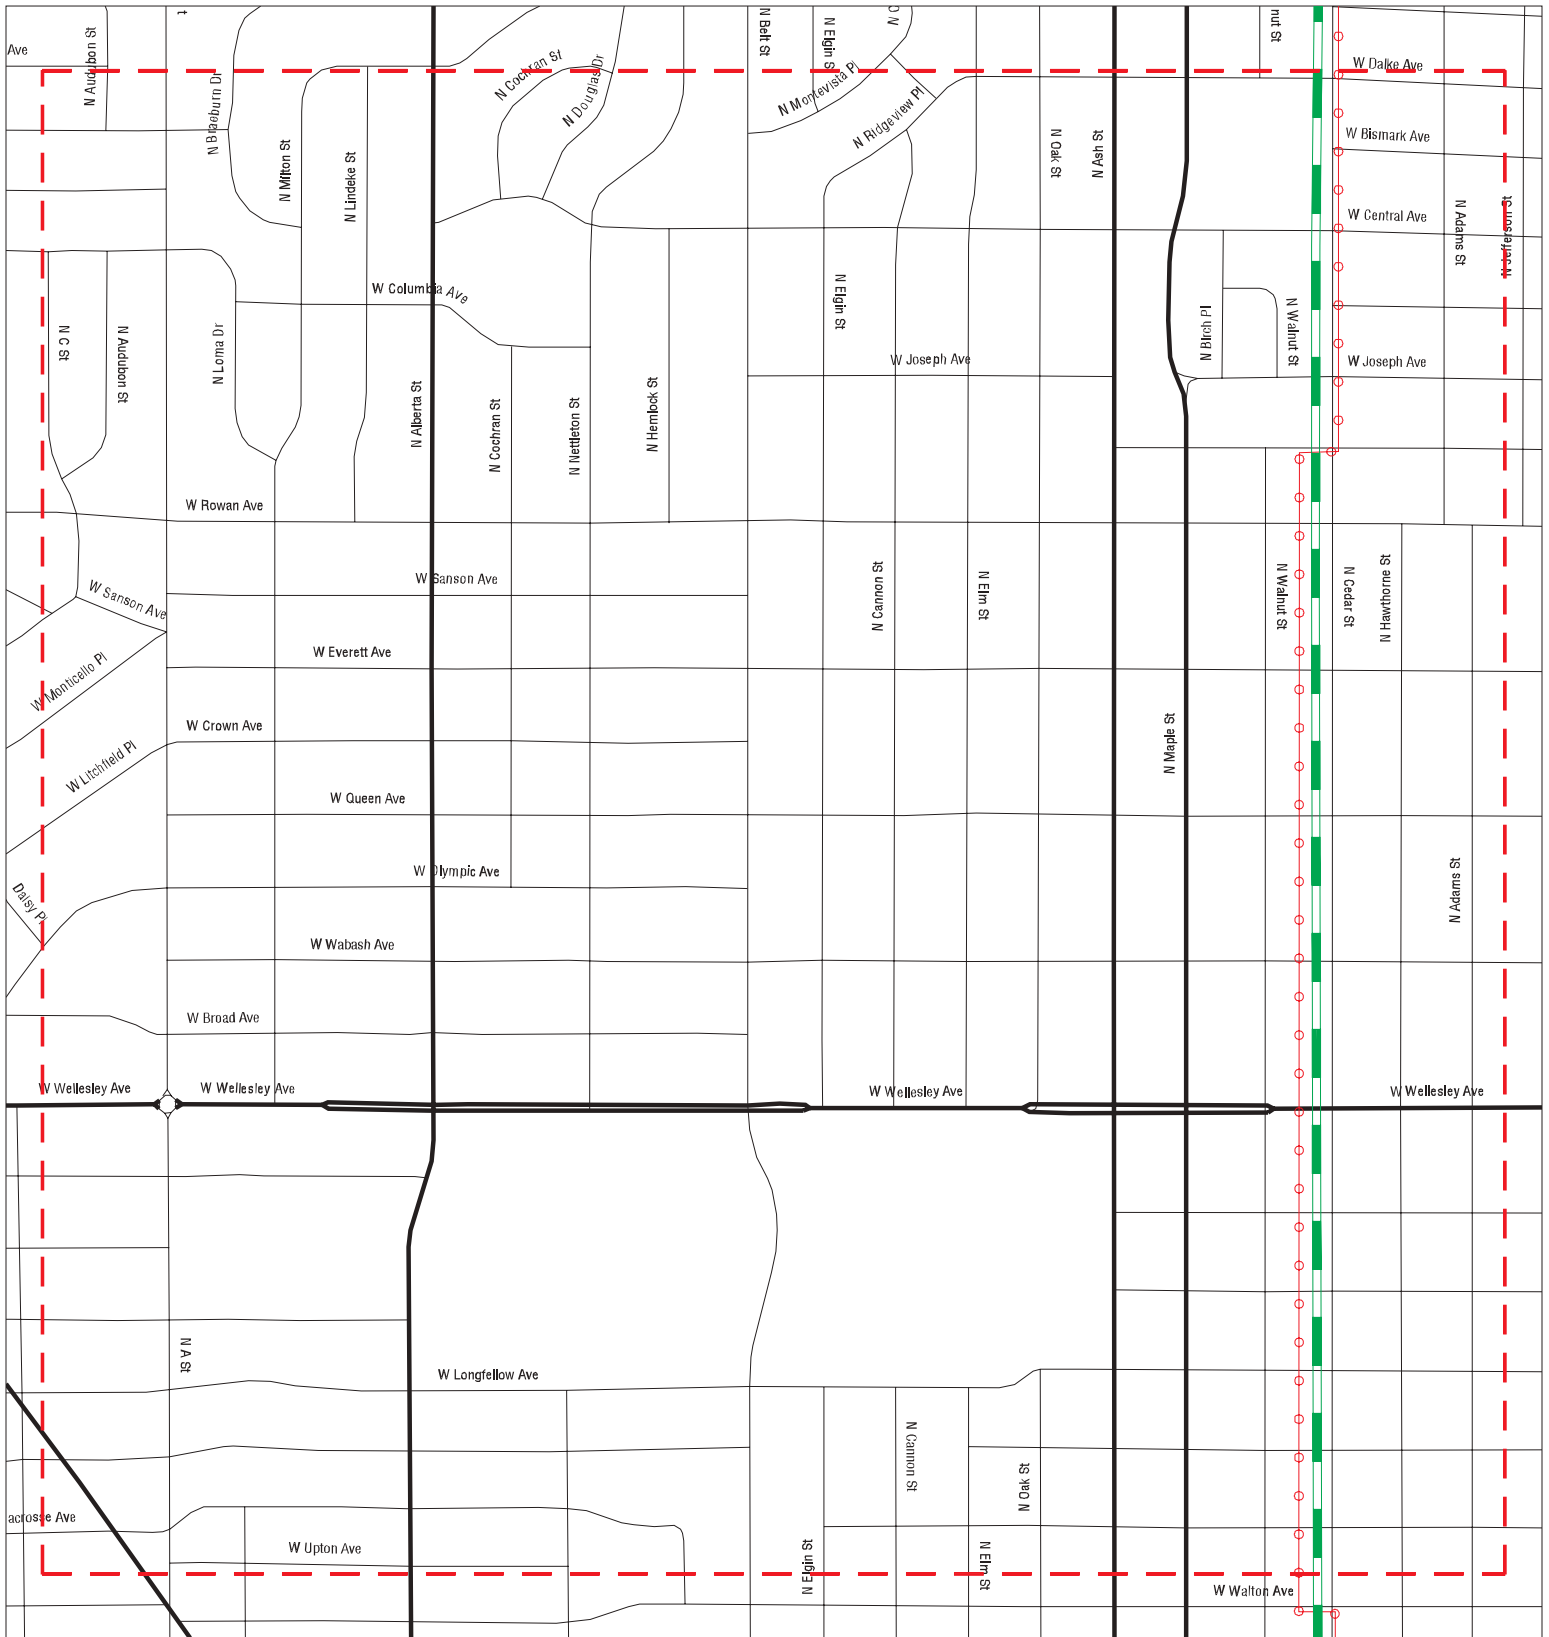 t
N Belt St
N Elgin S
O N
nut St
Ave
N Audubon St
N Cochran St
N Douglas Dr
N Montevista Pl
N Ridgeview Pl
W Dalke Ave
N Braeburn Dr
N Milton St
N Lindeke St
N Oak St
N Ash St
W Bismark Ave
W Central Ave
N Adams St
N Jefferson St
W Columbia Ave
N Elgin St
N C St
N Audubon St
N Loma Dr
N Birch Pl
N Walnut St
W Joseph Ave
W Joseph Ave
N Alberta St
N Cochran St
N Nettleton St
N Hemlock St
W Rowan Ave
W Sanson Ave
W Sanson Ave
N Cannon St
N Elm St
N Walnut St
N Cedar St
N Hawthorne St
W Everett Ave
W Monticello Pl
W Crown Ave
N Maple St
W Litchfield Pl
W Queen Ave
W Olympic Ave
Daisy Pl
N Adams St
W Wabash Ave
W Broad Ave
W Wellesley Ave
W Wellesley Ave
W Wellesley Ave
W Wellesley Ave
N A St
W Longfellow Ave
N Cannon St
N Oak St
acrosse Ave
W Upton Ave
N Elgin St
N Elm St
W Walton Ave